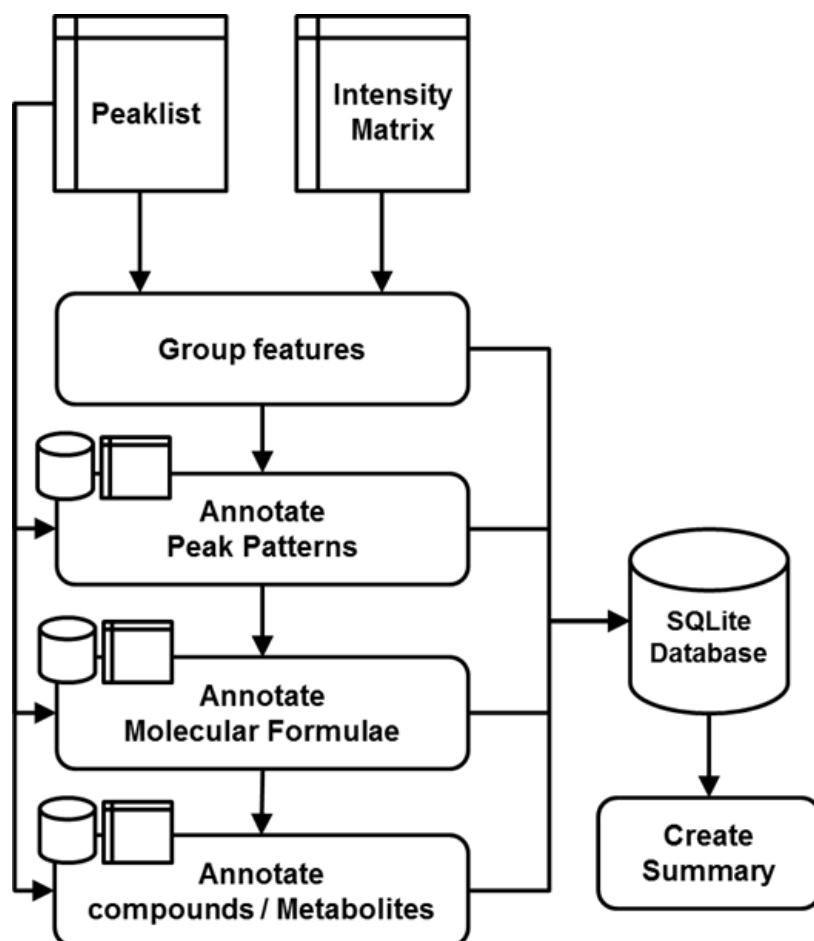 Peaklist
Intensity
Matrix
Group features
Annotate
Peak Patterns
Annotate
Molecular Formulae
Annotate
compounds / Metabolites
SQLite
Database
Create
Summary